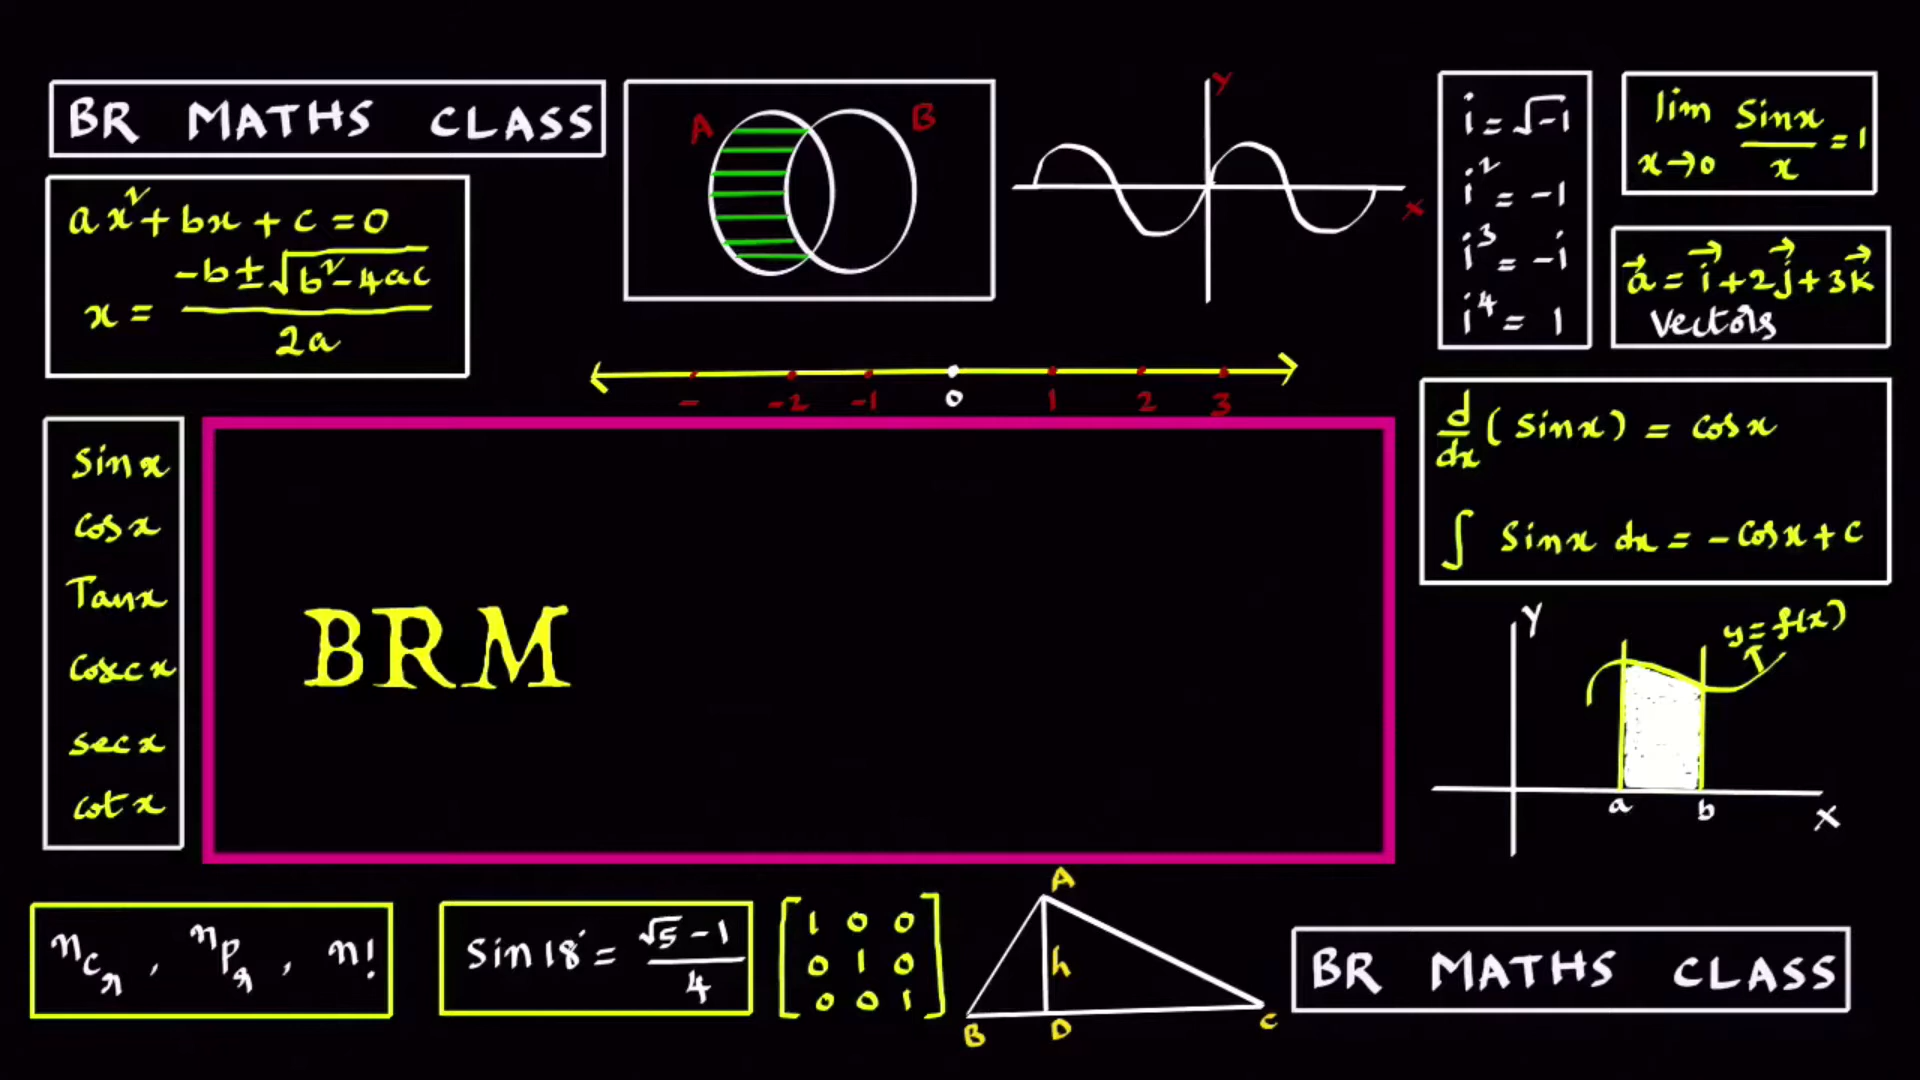 BR MATHS CLASS
ax²+bx+c=0
x = -b±√b²-4ac / 2a
A B
Y
X
i=√-1
i²=-1
i³=-i
i⁴=1
lim x→0 Sinx/x=1
a⃗=i⃗+2j⃗+3k⃗
Vectors
- -2 -1 0 1 2 3
Sinx
Cosx
Tanx
Cosecx
secx
cotx
BRM
d/dx(Sinx)=Cosx
∫ Sinx dx=-Cosx+c
Y
y=f(x)
a b
X
ⁿCᵣ, ⁿPᵣ, n!
Sin18°=√5-1/4
1 0 0
0 1 0
0 0 1
A
h
B D C
BR MATHS CLASS